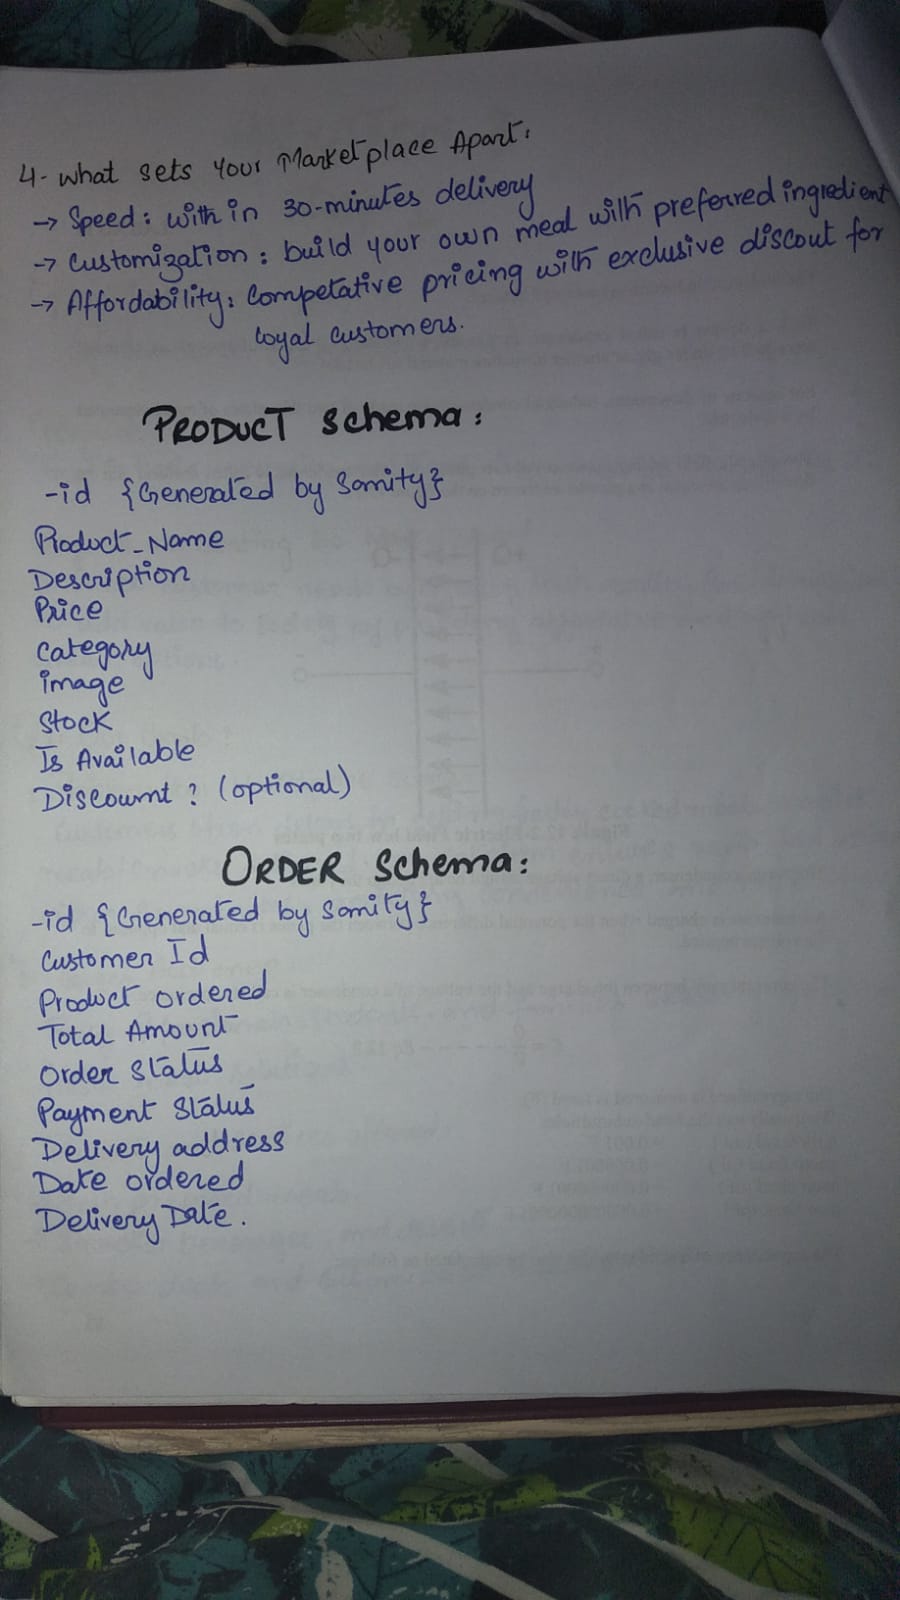 4- What sets Your Marketplace Apart:
→ Speed: with in 30-minutes delivery
→ Customization: build your own meal with preferred ingredient
→ Affordability: Competative pricing with exclusive discout for
loyal customers.
PRODUCT Schema:
-id {Generated by Sanity}
Product_Name
Description
Price
Category
image
Stock
Is Available
Discount ? (optional)
ORDER Schema:
-id {Generated by Sanity}
Customer Id
Product ordered
Total Amount
Order Status
Payment Status
Delivery address
Date ordered
Delivery Date.